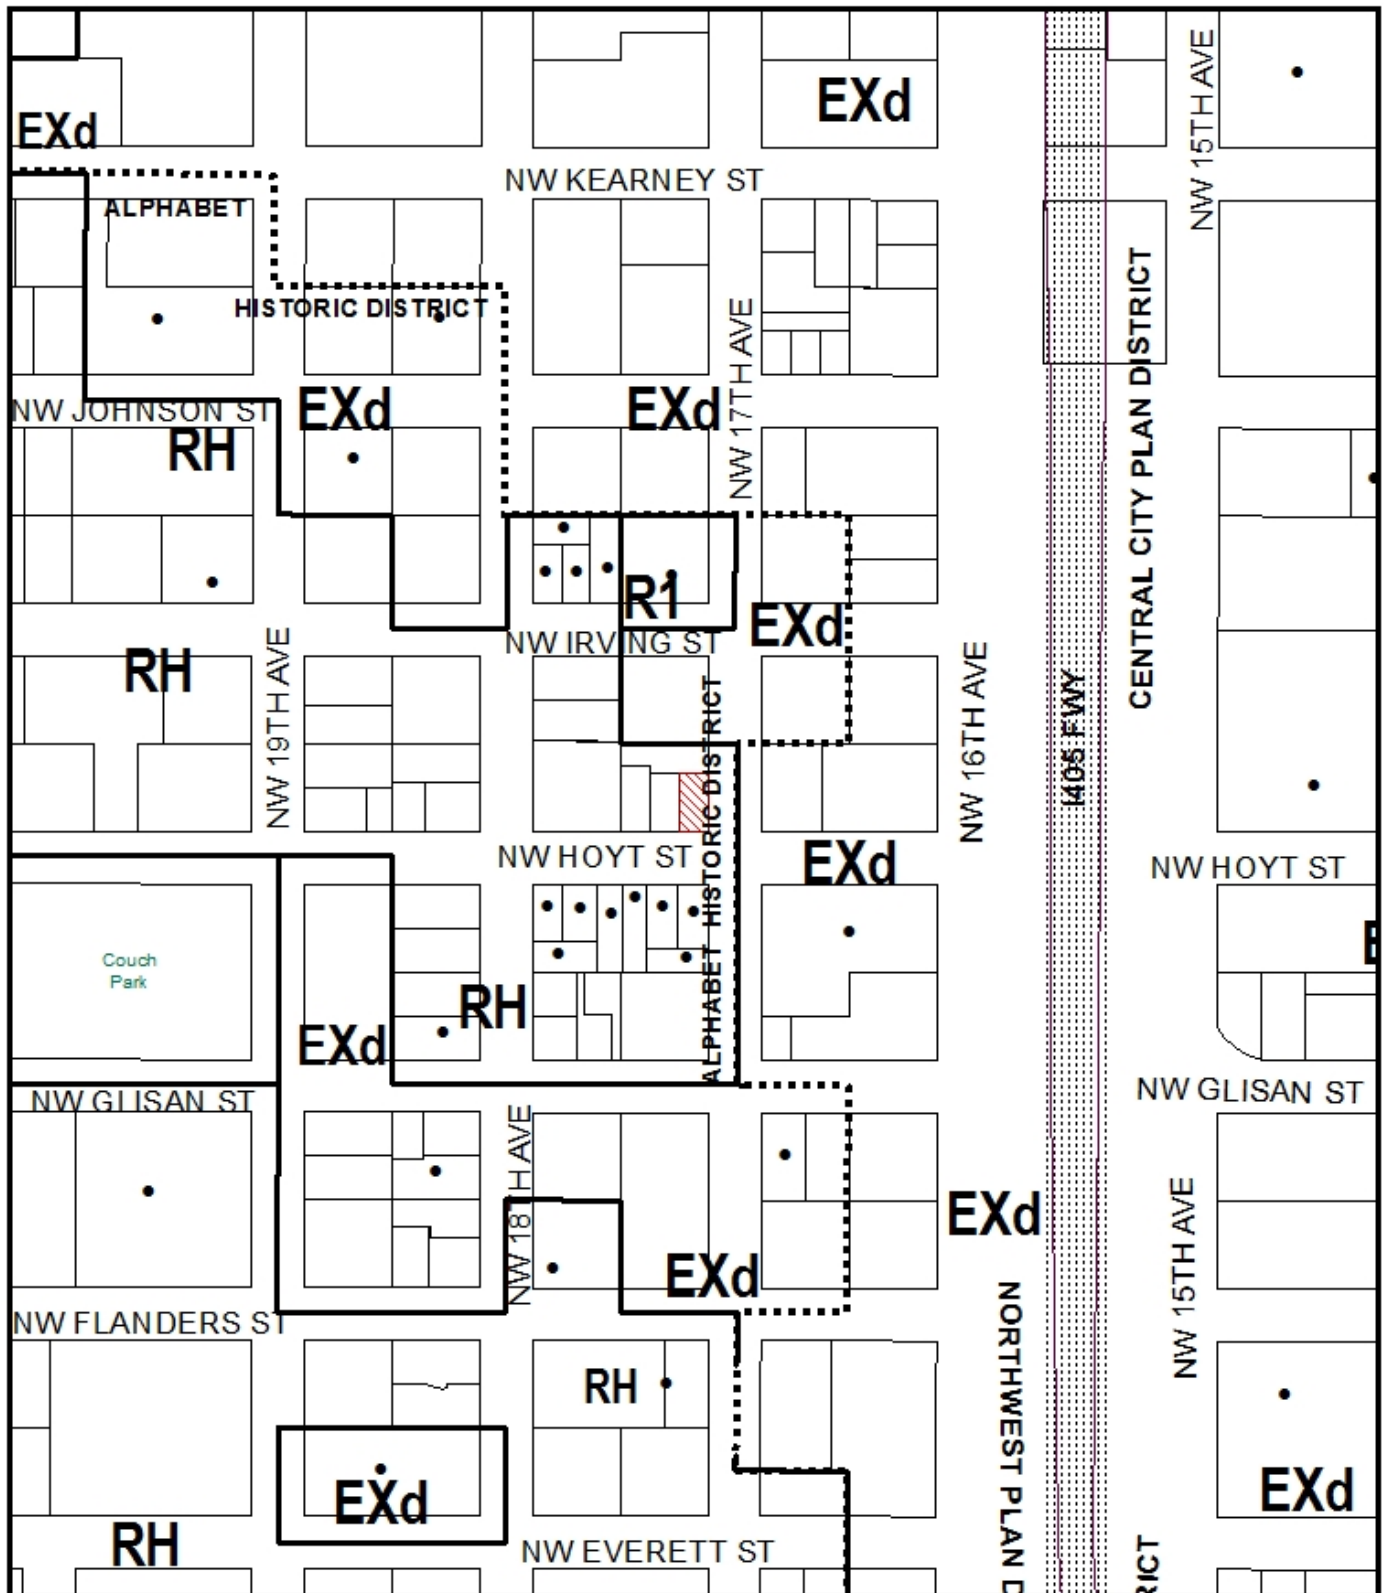 EXd
EXd
NW 15TH AVE
NW KEARNEY ST
ALPHABET
HISTORIC DISTRICT
NW 17TH AVE
CENTRAL CITY PLAN DISTRICT
NW JOHNSON ST
EXd
EXd
RH
R1
EXd
NW IRVING ST
RH
NW 19TH AVE
ALPHABET HISTORIC DISTRICT
NW 16TH AVE
I405 FWY
NW HOYT ST
EXd
NW HOYT ST
Couch
Park
E
RH
EXd
NW GLISAN ST
NW GLISAN ST
NW 18TH AVE
EXd
EXd
NW 15TH AVE
NW FLANDERS ST
NORTHWEST PLAN D
RH
EXd
EXd
RH
NW EVERETT ST
RICT